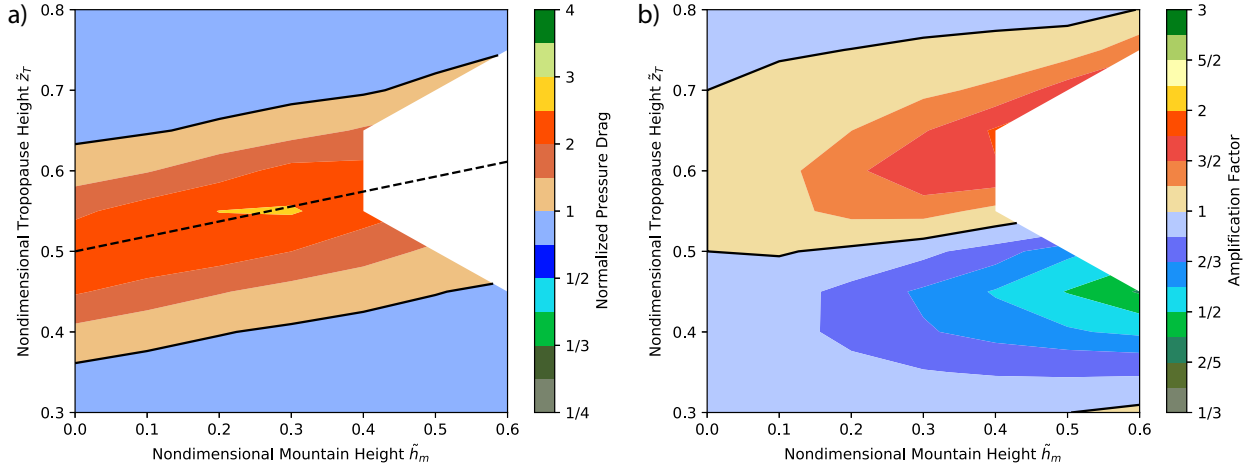 a)
0.8
0.7
0.6
0.5
0.4
0.3
Nondimensional Tropopause Height z̃_T
0.0 0.1 0.2 0.3 0.4 0.5 0.6
Nondimensional Mountain Height h̃_m
4
3
2
1
1/2
1/3
1/4
Normalized Pressure Drag
b)
0.8
0.7
0.6
0.5
0.4
0.3
Nondimensional Tropopause Height z̃_T
0.0 0.1 0.2 0.3 0.4 0.5 0.6
Nondimensional Mountain Height h̃_m
3
5/2
2
3/2
1
2/3
1/2
2/5
1/3
Amplification Factor